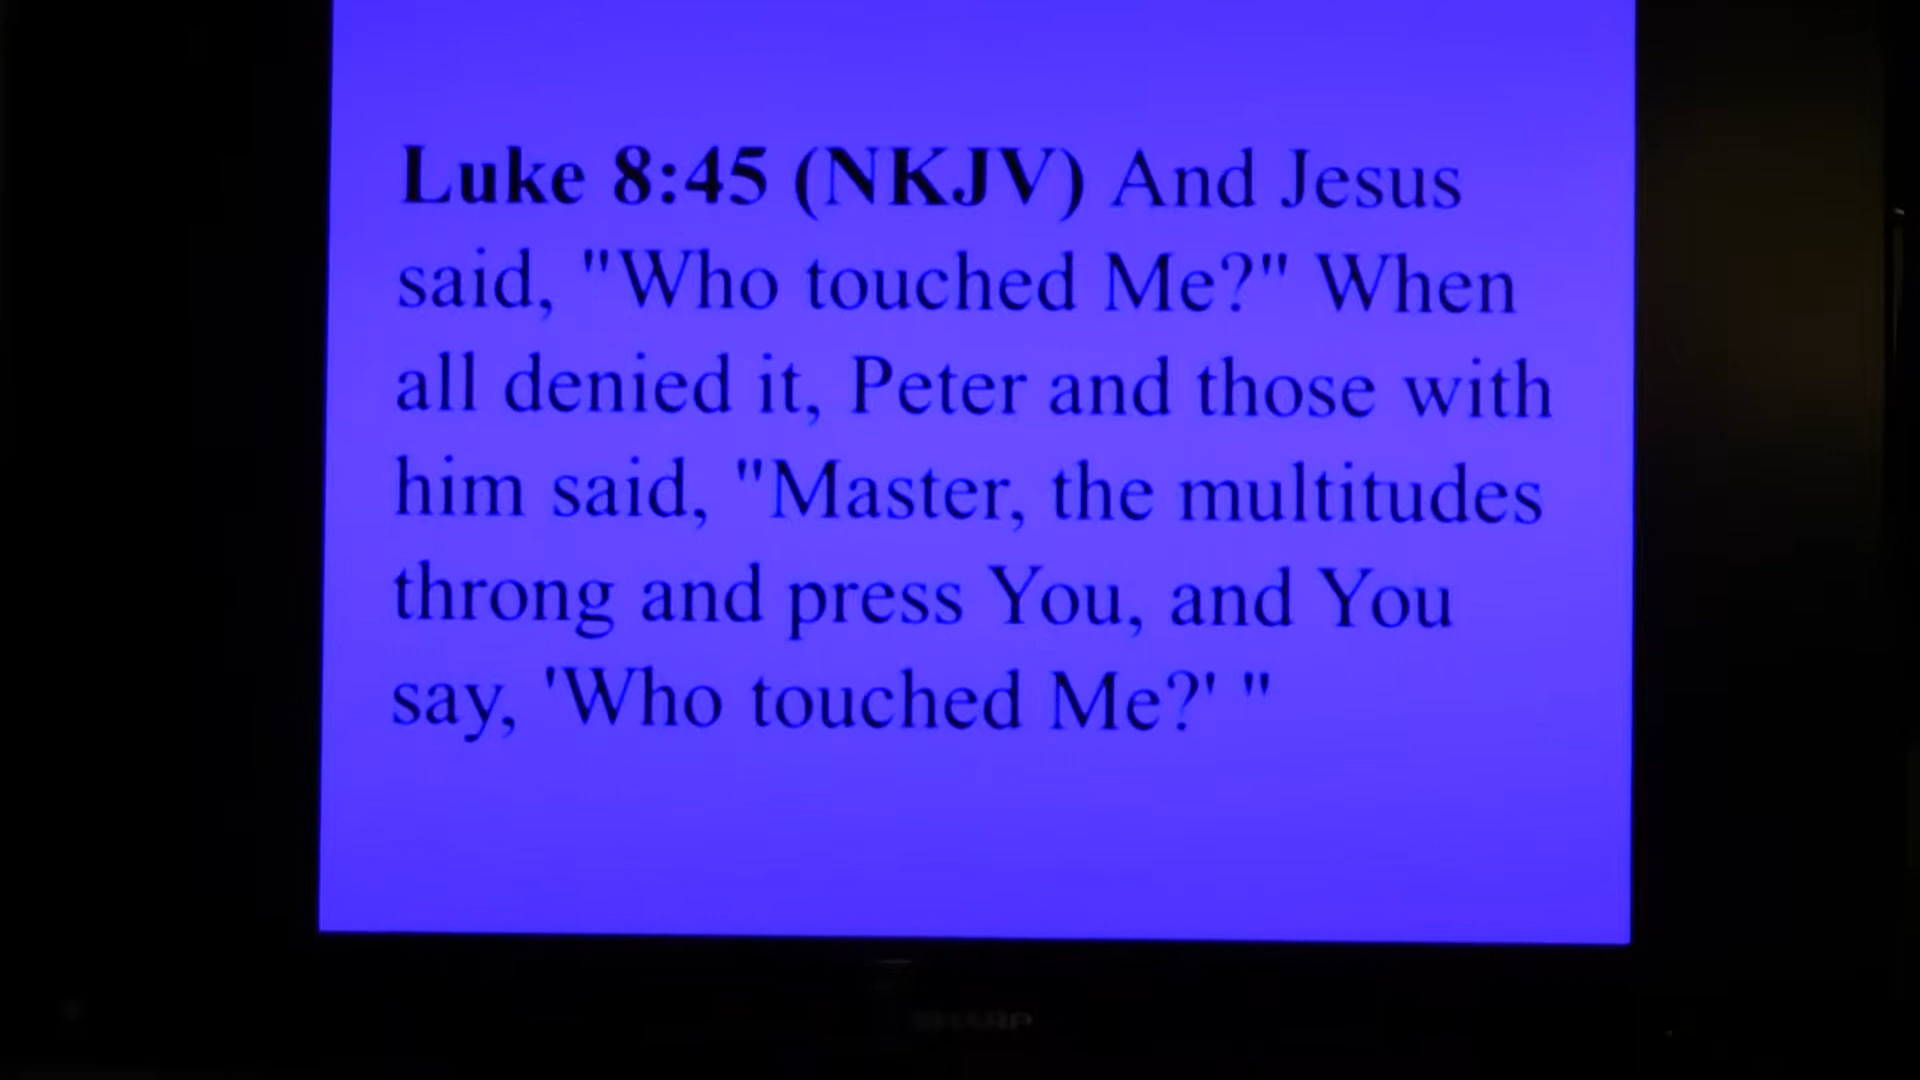 Luke 8:45 (NKJV) And Jesus
said, "Who touched Me?" When
all denied it, Peter and those with
him said, "Master, the multitudes
throng and press You, and You
say, 'Who touched Me?' "
SHARP